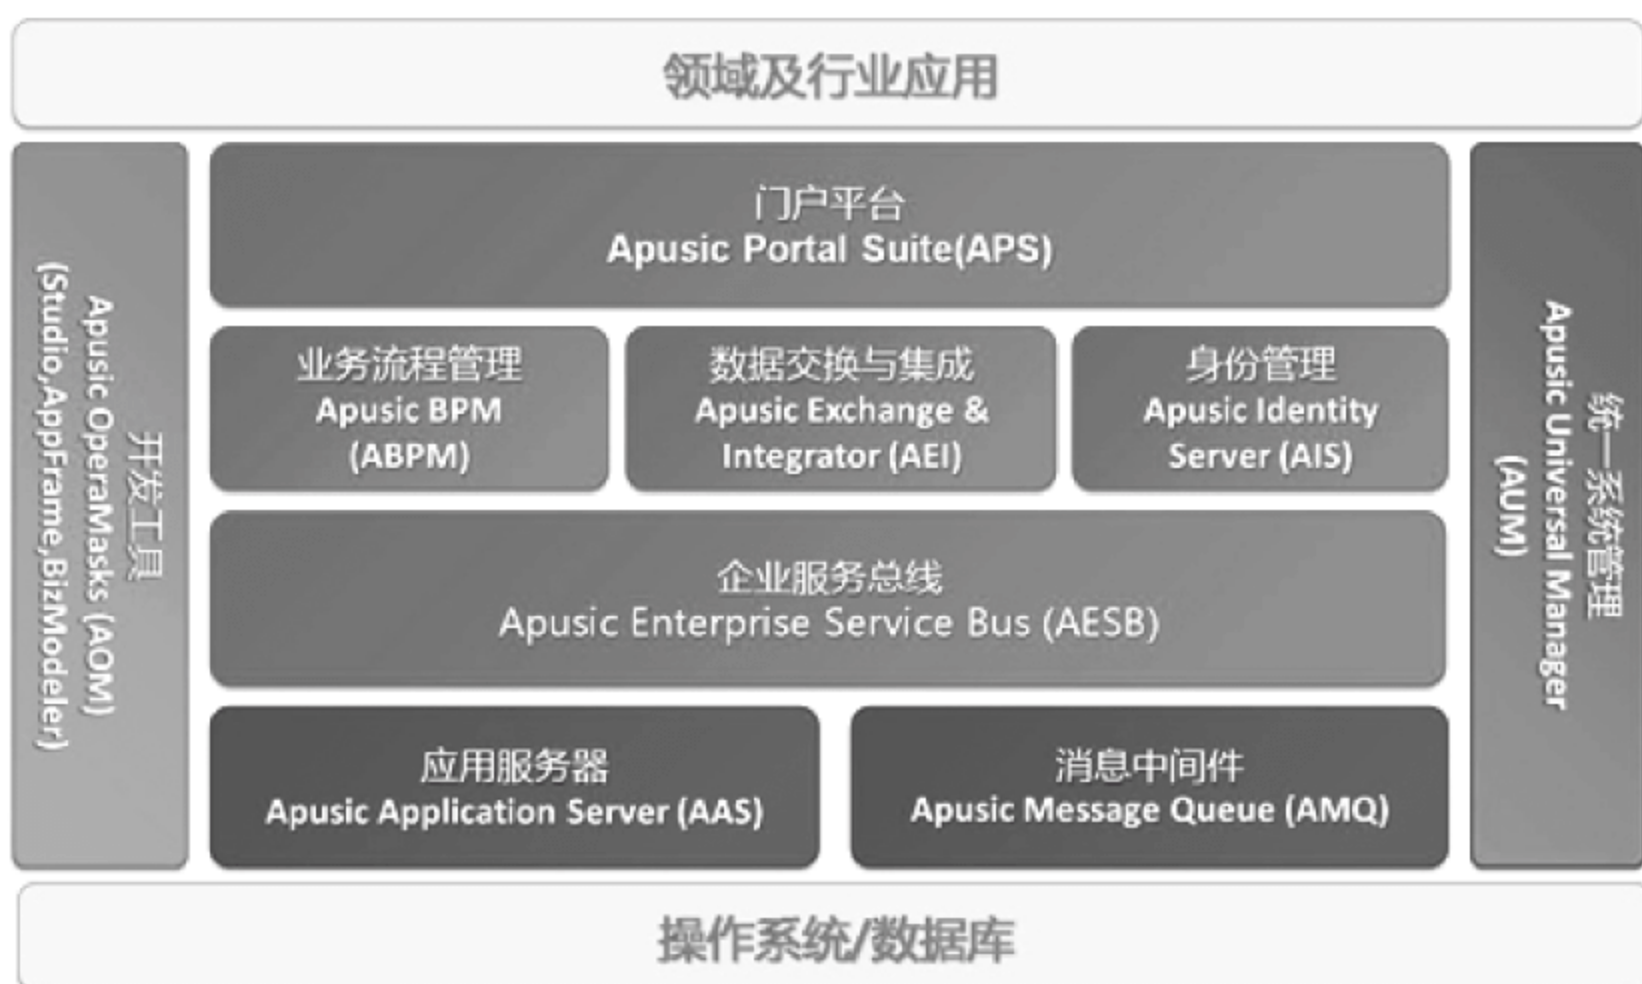 领域及行业应用
开发工具
Apusic OperaMasks (AOM)
(Studio,AppFrame,BizModeler)
门户平台
Apusic Portal Suite(APS)
业务流程管理
Apusic BPM
(ABPM)
数据交换与集成
Apusic Exchange &
Integrator (AEI)
身份管理
Apusic Identity
Server (AIS)
企业服务总线
Apusic Enterprise Service Bus (AESB)
应用服务器
Apusic Application Server (AAS)
消息中间件
Apusic Message Queue (AMQ)
统一系统管理
Apusic Universal Manager
(AUM)
操作系统/数据库